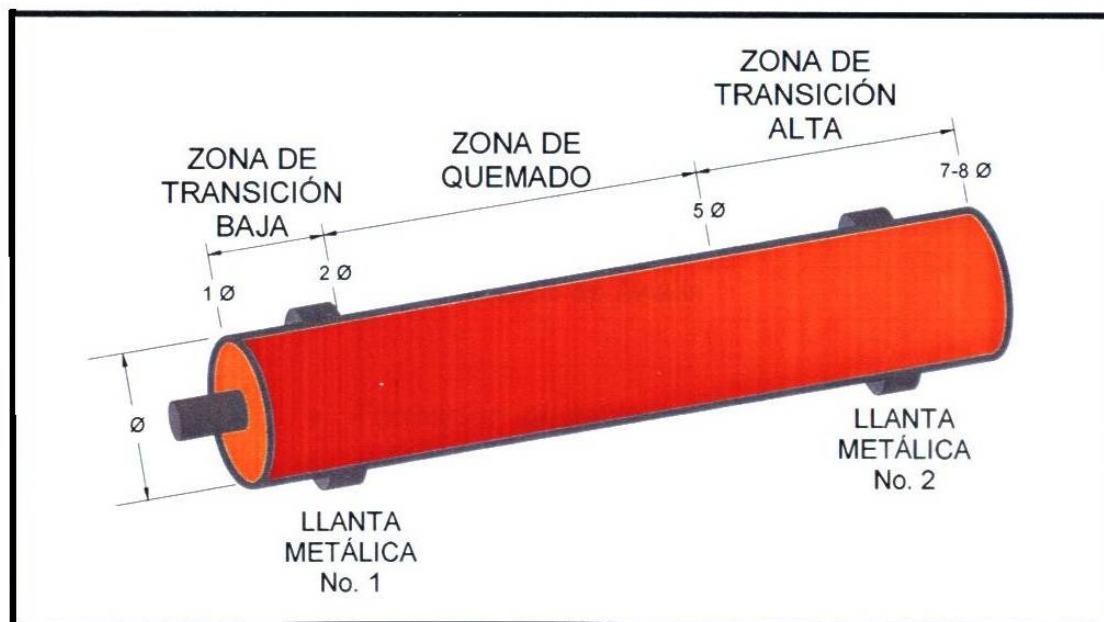 ZONA DE
TRANSICIÓN
ALTA
ZONA DE
QUEMADO
ZONA DE
TRANSICIÓN
BAJA
7-8 Ø
5 Ø
2 Ø
1 Ø
Ø
LLANTA
METÁLICA
No. 2
LLANTA
METÁLICA
No. 1